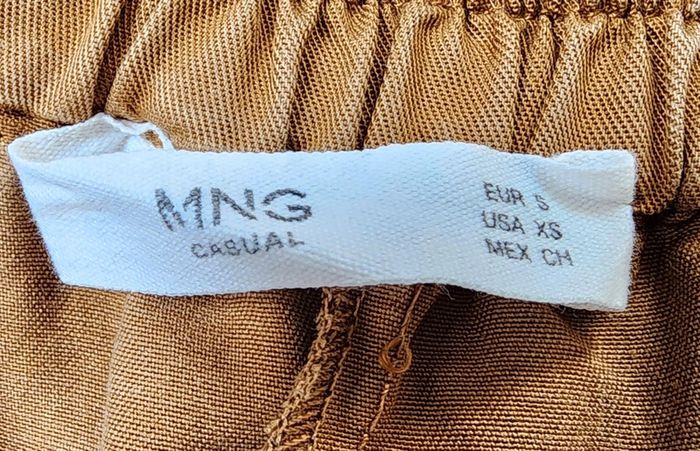 MNG
CASUAL
EUR S
USA XS
MEX CH